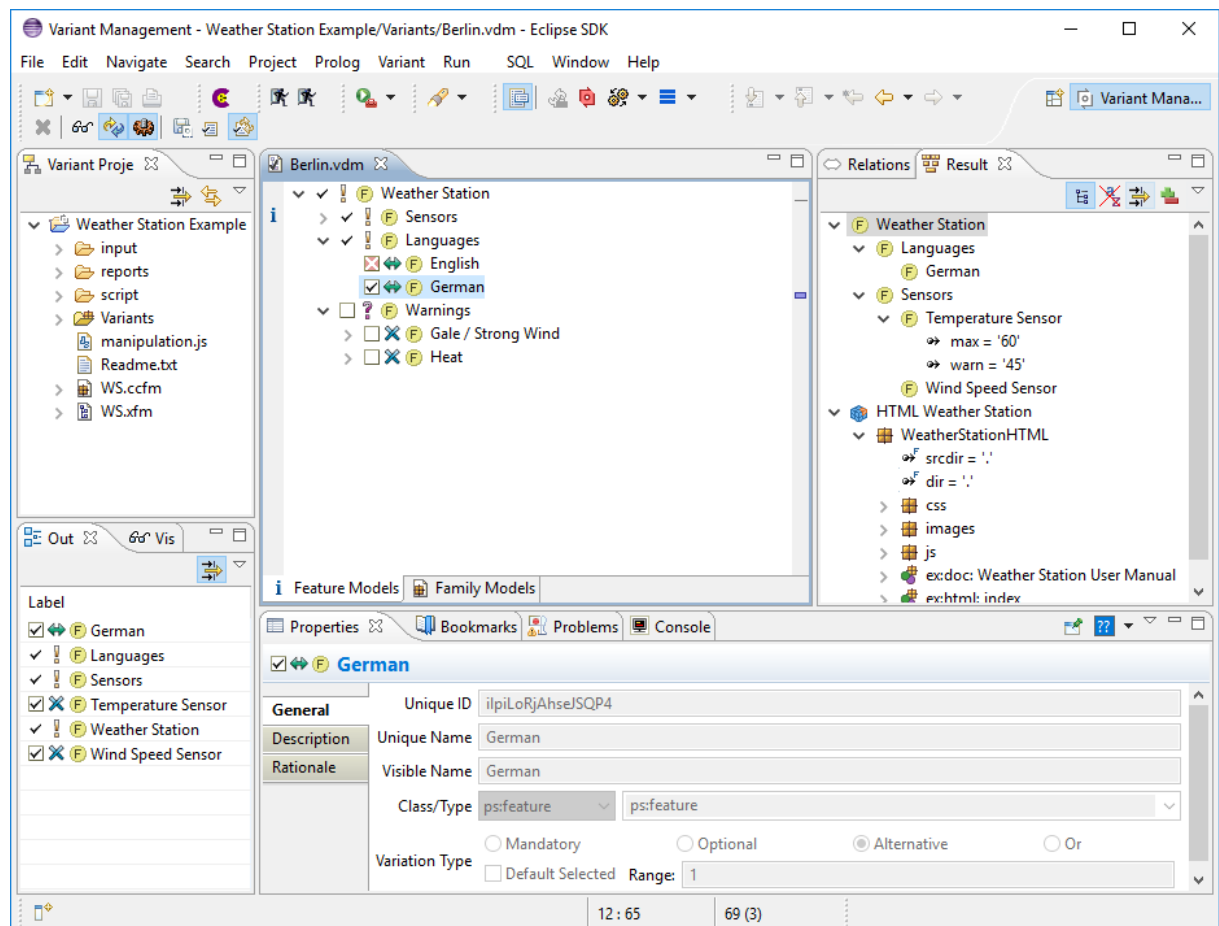 Variant Management - Weather Station Example/Variants/Berlin.vdm - Eclipse SDK
File Edit Navigate Search Project Prolog Variant Run SQL Window Help
Variant Mana...
Variant Proje
Weather Station Example
input
reports
script
Variants
manipulation.js
Readme.txt
WS.ccfm
WS.xfm
Berlin.vdm
Weather Station
Sensors
Languages
English
German
Warnings
Gale / Strong Wind
Heat
Feature Models Family Models
Relations Result
Weather Station
Languages
German
Sensors
Temperature Sensor
max = '60'
warn = '45'
Wind Speed Sensor
HTML Weather Station
WeatherStationHTML
srcdir = '.'
dir = '.'
css
images
js
ex:doc: Weather Station User Manual
ex:html: index
Out Vis
Label
German
Languages
Sensors
Temperature Sensor
Weather Station
Wind Speed Sensor
Properties Bookmarks Problems Console
German
General
Description
Rationale
Unique ID iIpiLoRjAhseJSQP4
Unique Name German
Visible Name German
Class/Type ps:feature ps:feature
Variation Type
Mandatory Optional Alternative Or
Default Selected Range: 1
12 : 65 69 (3)